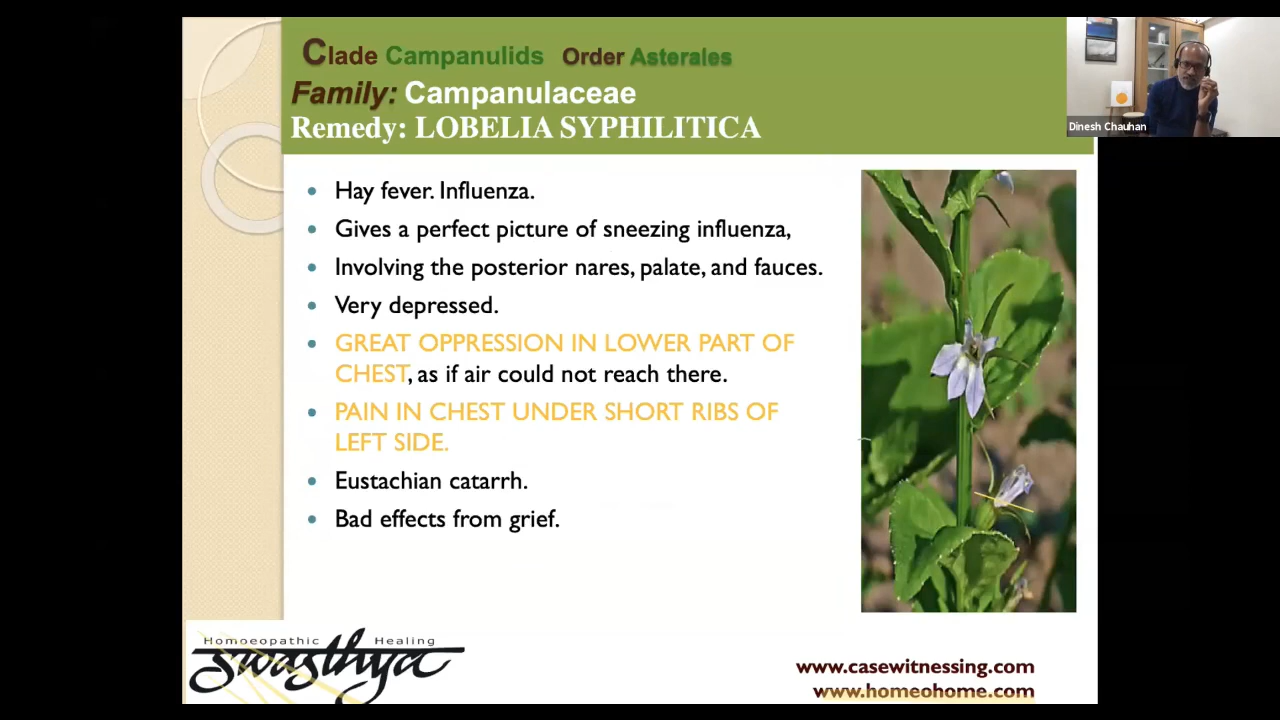 Clade Campanulids Order Asterales
Family: Campanulaceae
Remedy: LOBELIA SYPHILITICA
Dinesh Chauhan
• Hay fever. Influenza.
• Gives a perfect picture of sneezing influenza,
• Involving the posterior nares, palate, and fauces.
• Very depressed.
• GREAT OPPRESSION IN LOWER PART OF
CHEST, as if air could not reach there.
• PAIN IN CHEST UNDER SHORT RIBS OF
LEFT SIDE.
• Eustachian catarrh.
• Bad effects from grief.
Homoeopathic Healing
swasthya
www.casewitnessing.com
www.homeohome.com